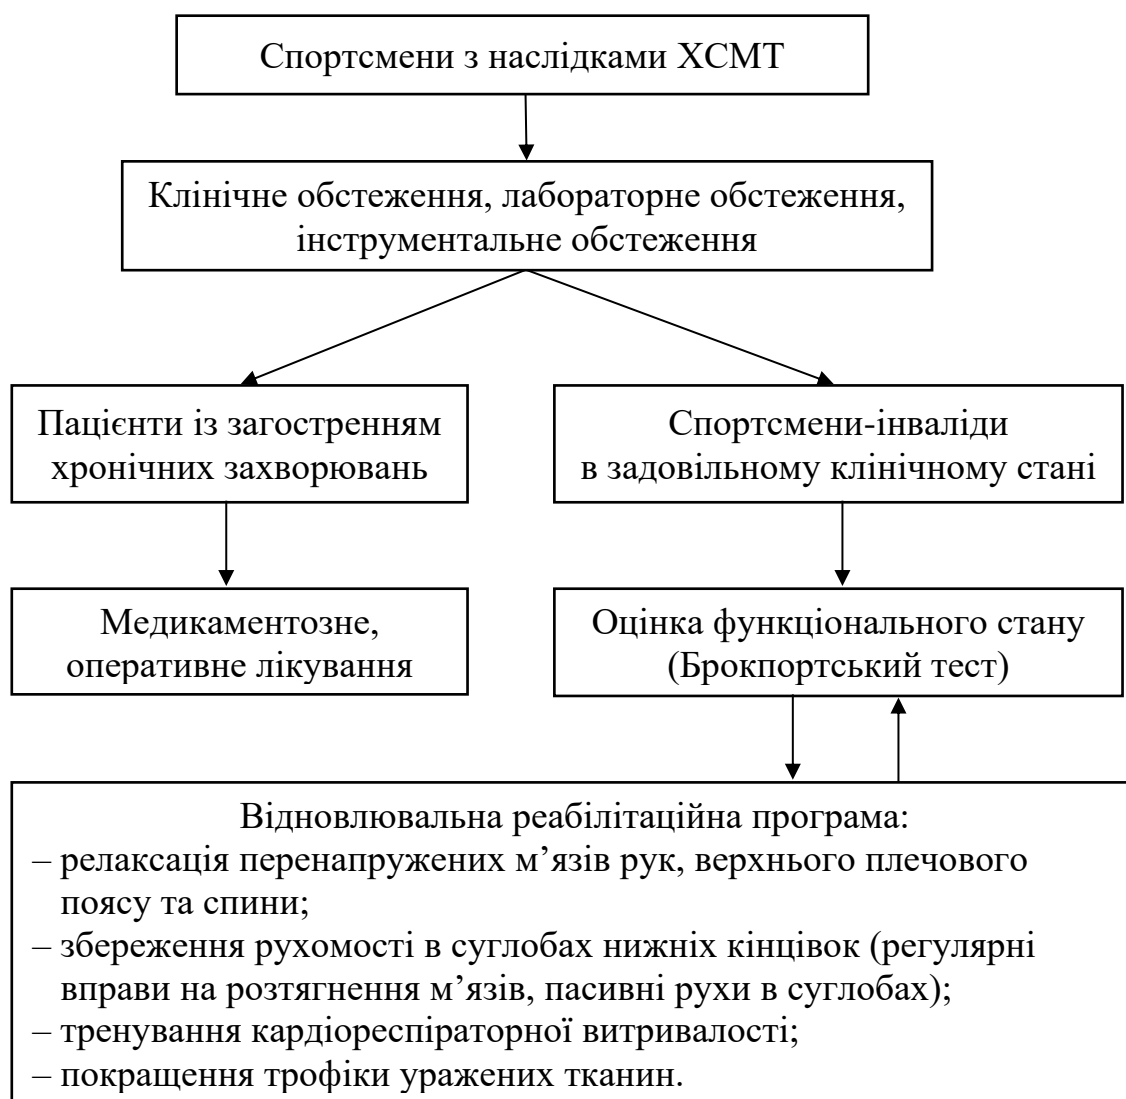 Спортсмени з наслідками ХСМТ
Клінічне обстеження, лабораторне обстеження,
інструментальне обстеження
Пацієнти із загостренням
хронічних захворювань
Спортсмени-інваліди
в задовільному клінічному стані
Медикаментозне,
оперативне лікування
Оцінка функціонального стану
(Брокпортський тест)
Відновлювальна реабілітаційна програма:
– релаксація перенапружених м’язів рук, верхнього плечового
поясу та спини;
– збереження рухомості в суглобах нижніх кінцівок (регулярні
вправи на розтягнення м’язів, пасивні рухи в суглобах);
– тренування кардіореспіраторної витривалості;
– покращення трофіки уражених тканин.